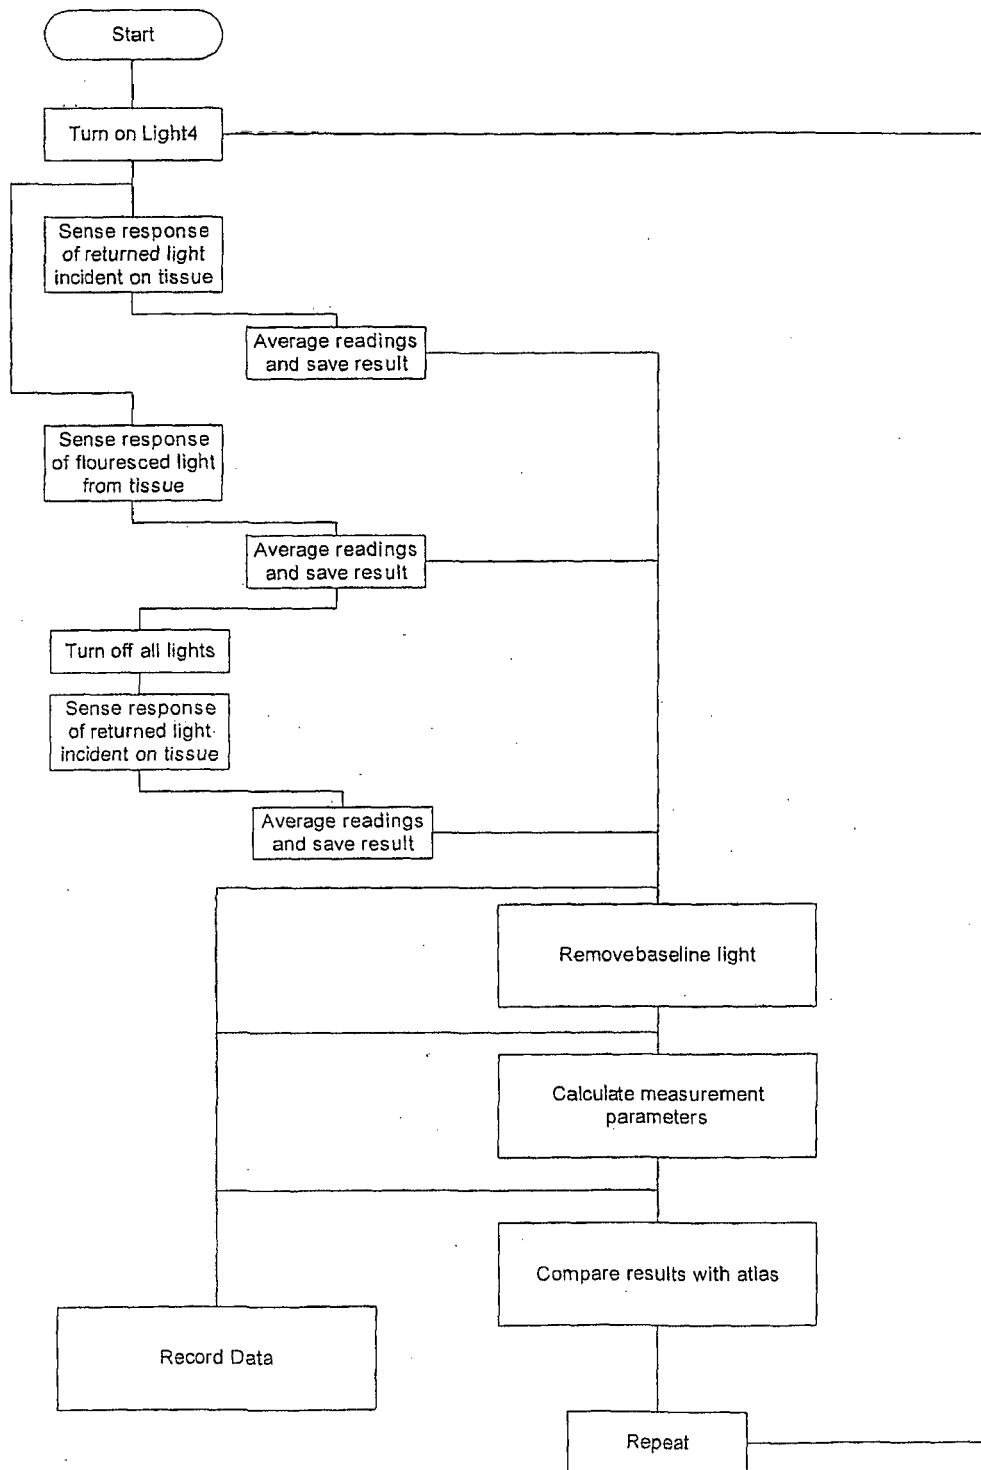 Start
Turn on Light4
Sense response
of returned light
incident on tissue
Average readings
and save result
Sense response
of flouresced light
from tissue
Average readings
and save result
Turn off all lights
Sense response
of returned light
incident on tissue
Average readings
and save result
Removebaseline light
Calculate measurement
parameters
Compare results with atlas
Record Data
Repeat